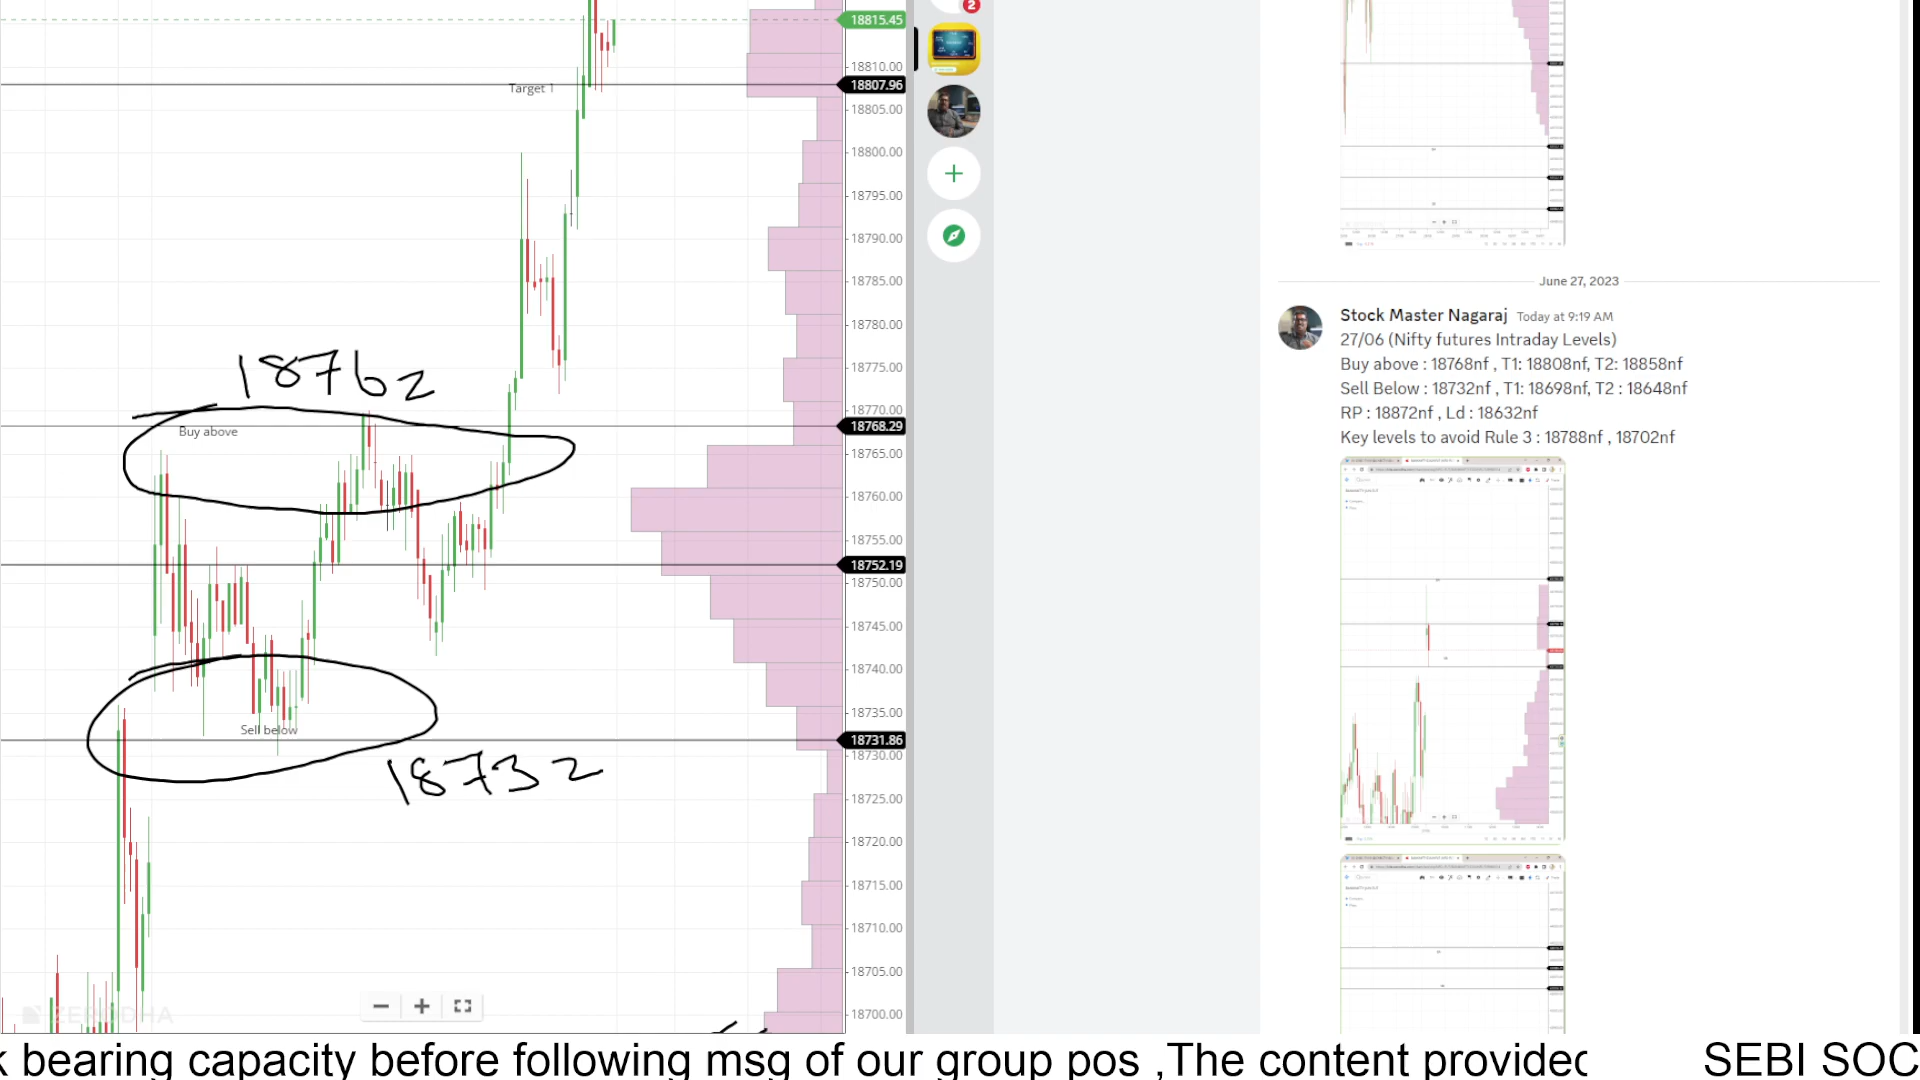 18815.45
18810.00
Target 1
18807.96
18805.00
18800.00
18795.00
18790.00
18785.00
18780.00
18775.00
18762
18770.00
Buy above
18768.29
18765.00
18760.00
18755.00
18752.19
18750.00
18745.00
18740.00
18735.00
Sell below
18731.86
18730.00
18732
18725.00
18720.00
18715.00
18710.00
18705.00
18700.00
ZERODHA
2
June 27, 2023
Stock Master Nagaraj Today at 9:19 AM
27/06 (Nifty futures Intraday Levels)
Buy above : 18768nf , T1: 18808nf, T2: 18858nf
Sell Below : 18732nf , T1: 18698nf, T2 : 18648nf
RP : 18872nf , Ld : 18632nf
Key levels to avoid Rule 3 : 18788nf , 18702nf
k bearing capacity before following msg of our group pos ,The content provided SEBI SOC